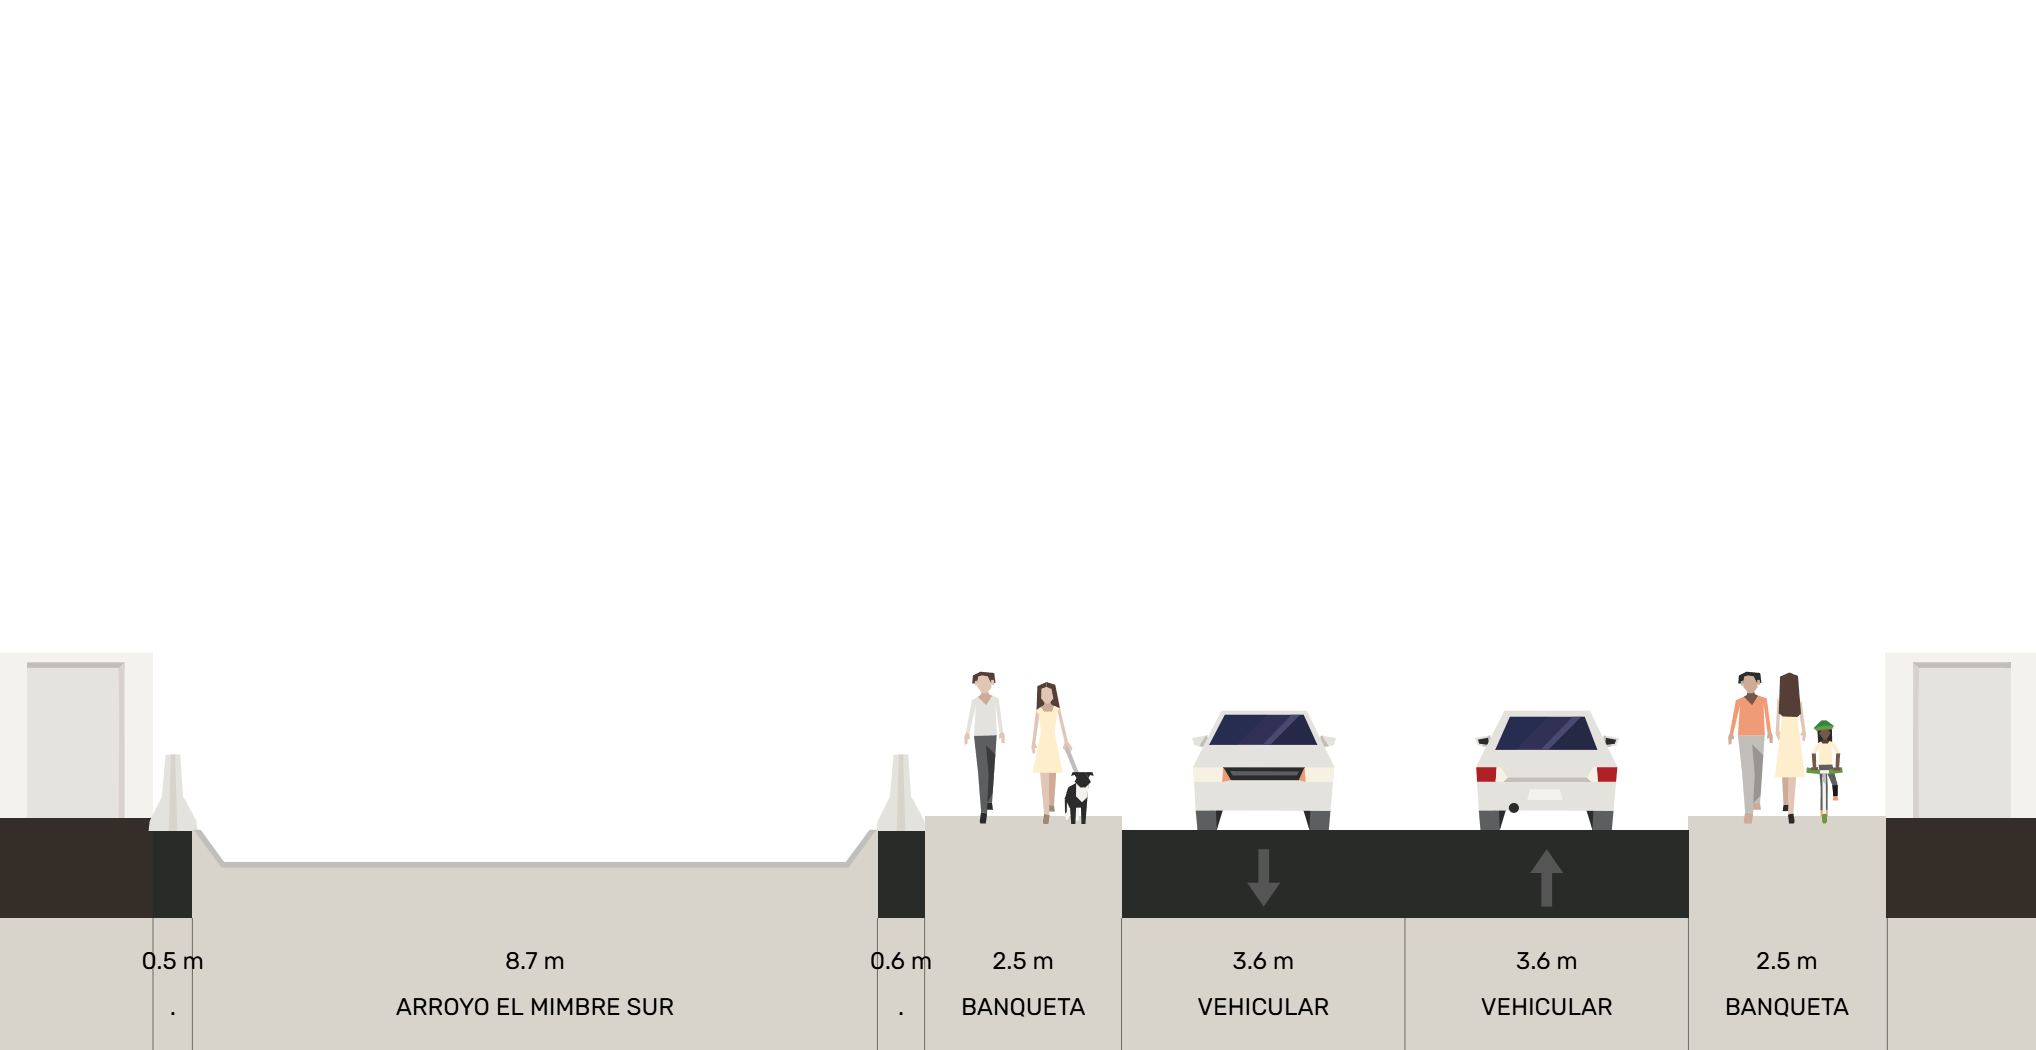 0.5 m 8.7 m 0.6 m 2.5 m 3.6 m 3.6 m 2.5 m
. ARROYO EL MIMBRE SUR . BANQUETA VEHICULAR VEHICULAR BANQUETA